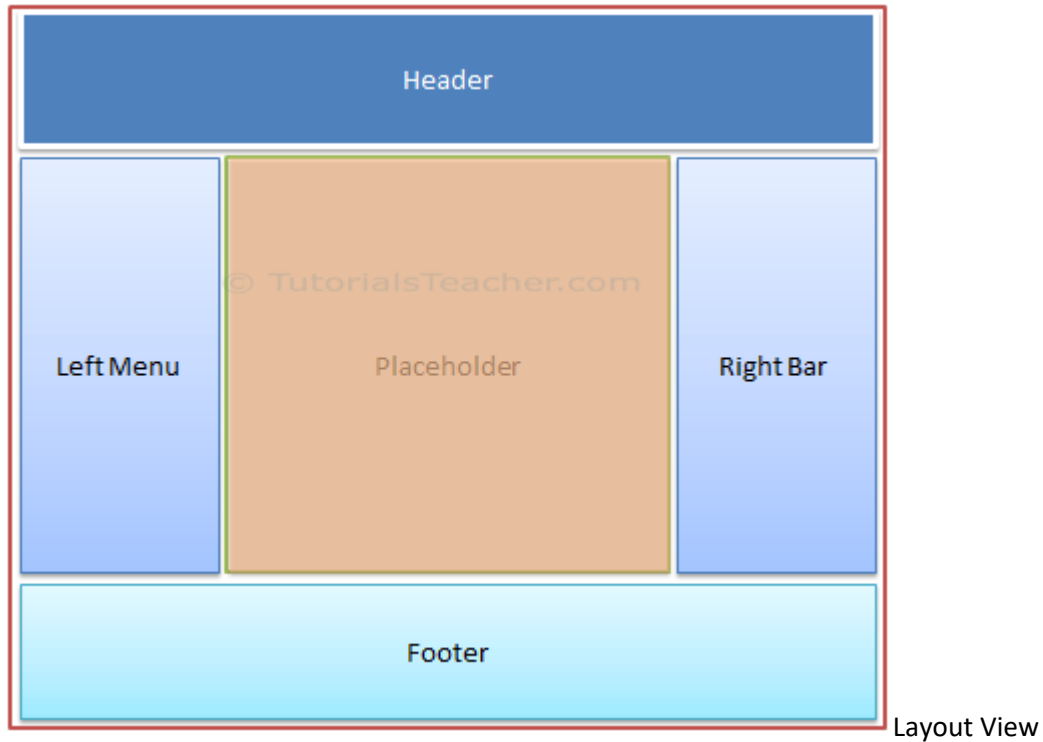 Header
© TutorialsTeacher.com
Left Menu
Placeholder
Right Bar
Footer
Layout View